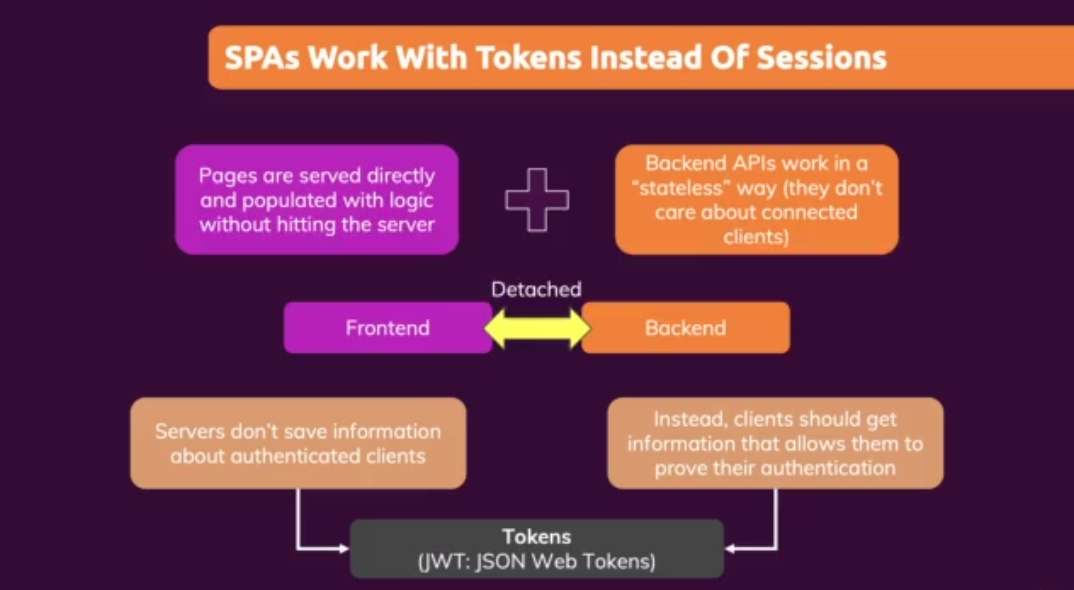 SPAs Work With Tokens Instead Of Sessions
Pages are served directly
and populated with logic
without hitting the server
Backend APIs work in a
“stateless” way (they don’t
care about connected
clients)
Detached
Frontend
Backend
Servers don’t save information
about authenticated clients
Instead, clients should get
information that allows them to
prove their authentication
Tokens
(JWT: JSON Web Tokens)